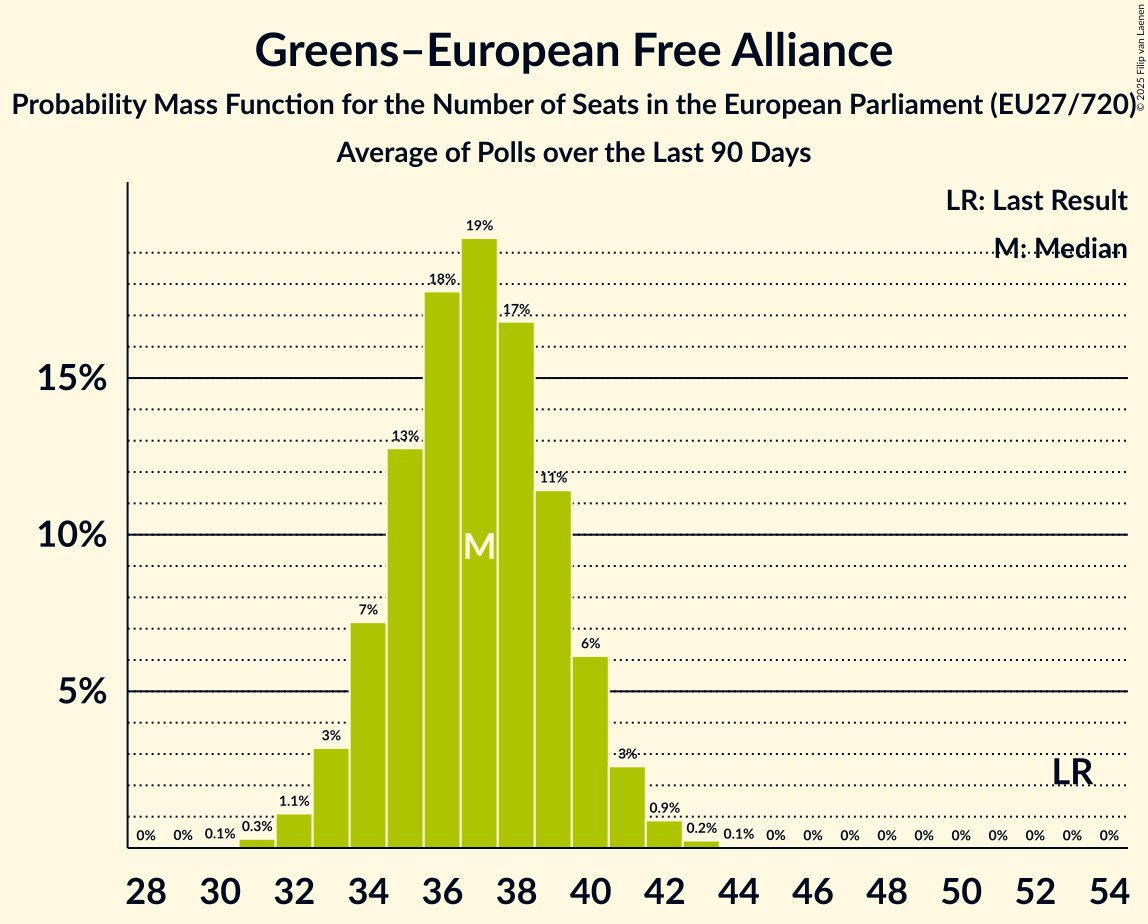 Greens–European Free Alliance
Probability Mass Function for the Number of Seats in the European Parliament (EU27/720)
Average of Polls over the Last 90 Days
© 2025 Filip van Laenen
LR: Last Result
M: Median
19%
18%
17%
15%
13%
11%
10%
M
7%
6%
5%
3%
3%
LR
1.1%
0.9%
0% 0% 0.1% 0.3% 0.2% 0.1% 0% 0% 0% 0% 0% 0% 0% 0% 0% 0%
28 30 32 34 36 38 40 42 44 46 48 50 52 54